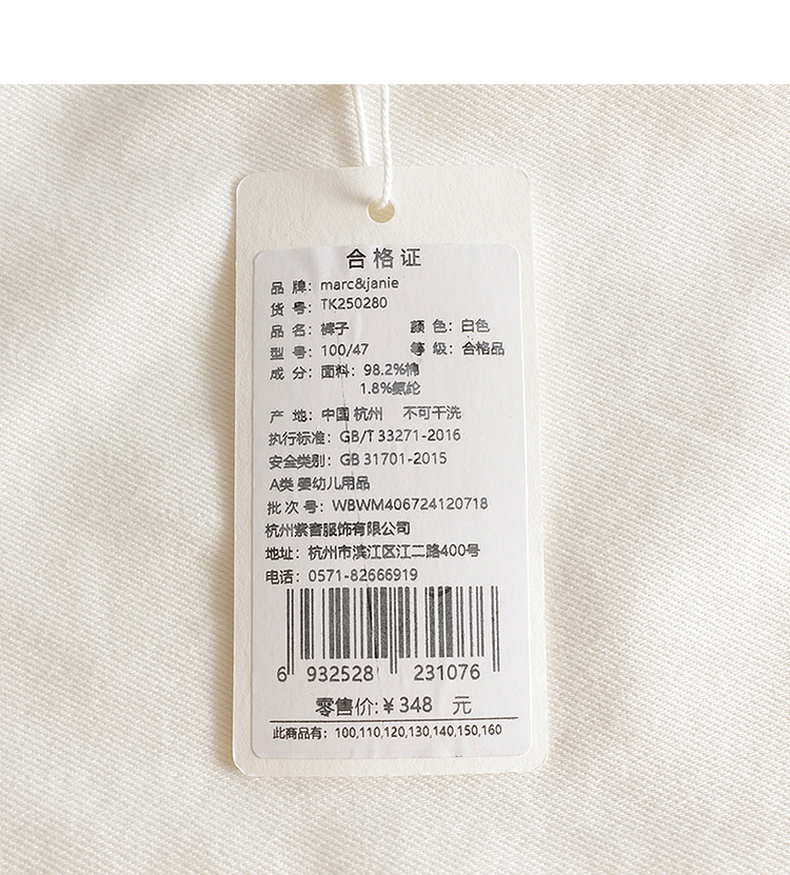 合格证
品 牌：marc&janie
货 号：TK250280
品 名：裤子 颜 色：白色
型 号：100/47 等 级：合格品
成 分：面料：98.2%棉
1.8%氨纶
产 地：中国 杭州 不可干洗
执行标准：GB/T 33271-2016
安全类别：GB 31701-2015
A类 婴幼儿用品
批 次 号：WBWM406724120718
杭州紫音服饰有限公司
地址：杭州市滨江区江二路400号
电话：0571-82666919
6 932528 231076
零售价:¥348 元
此商品有：100,110,120,130,140,150,160